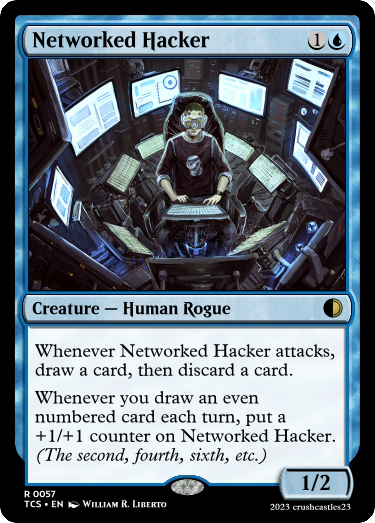 Networked Hacker 1
Creature — Human Rogue
Whenever Networked Hacker attacks,
draw a card, then discard a card.
Whenever you draw an even
numbered card each turn, put a
+1/+1 counter on Networked Hacker.
(The second, fourth, sixth, etc.)
1/2
R 0057
TCS • EN William R. Liberto
2023 crushcastles23